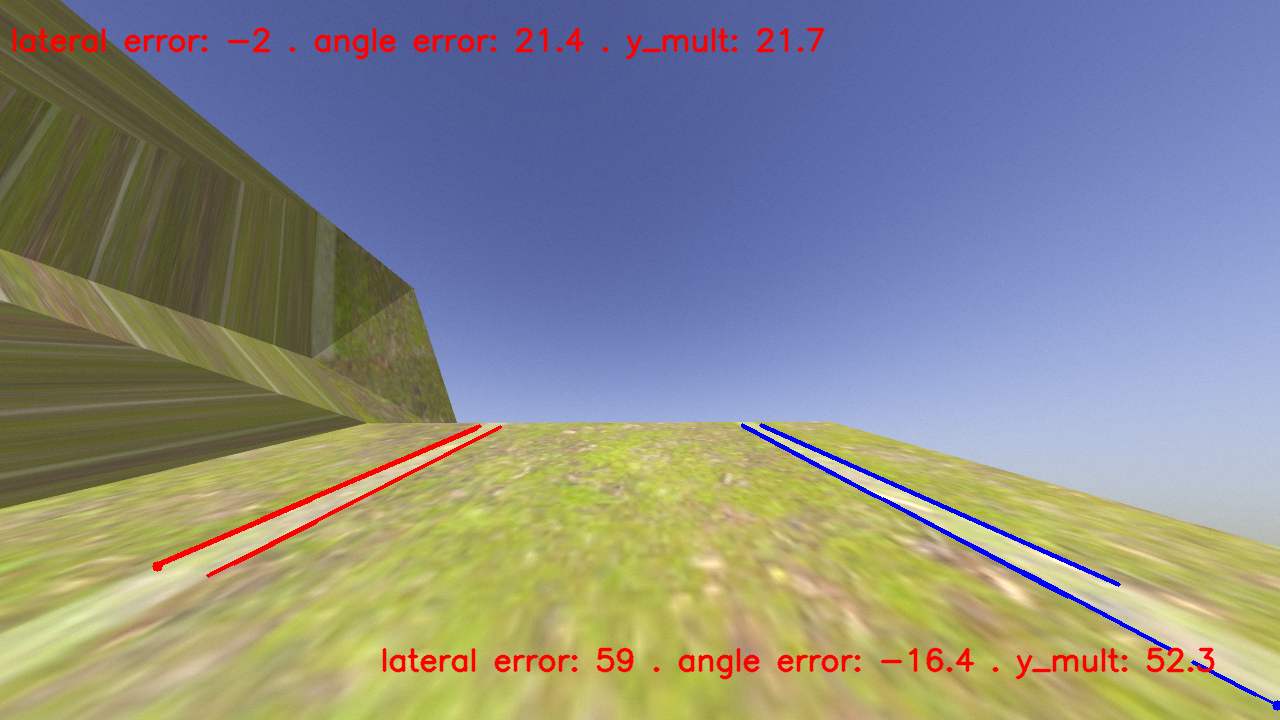 lateral error: -2 . angle error: 21.4 . y_mult: 21.7
lateral error: 59 . angle error: -16.4 . y_mult: 52.3